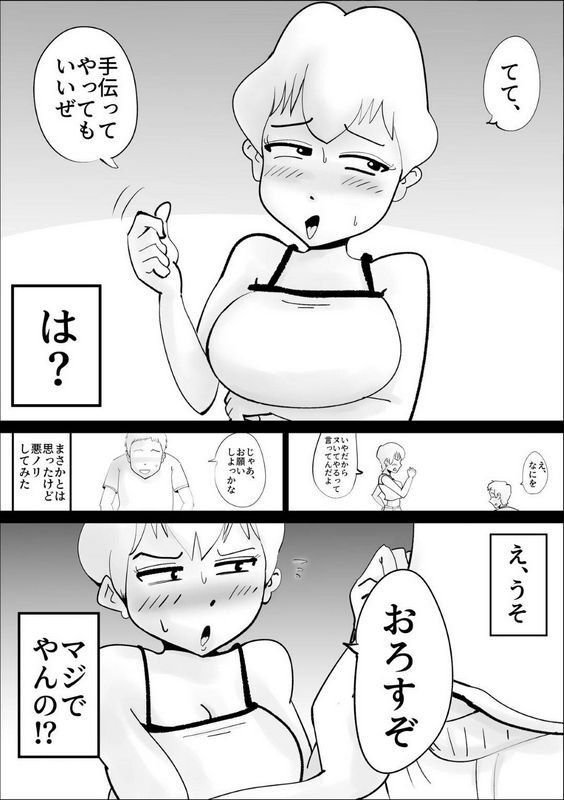 てて、
手伝って
やっても
いいぜ
は？
え、
なにを
いやだから
ヌいてやるって
言ってんだよ
じゃあ、
お願い
しよっかな
まさかとは
思ったけど
悪ノリ
してみた
え、うそ
おろすぞ
マジで
やんの!?